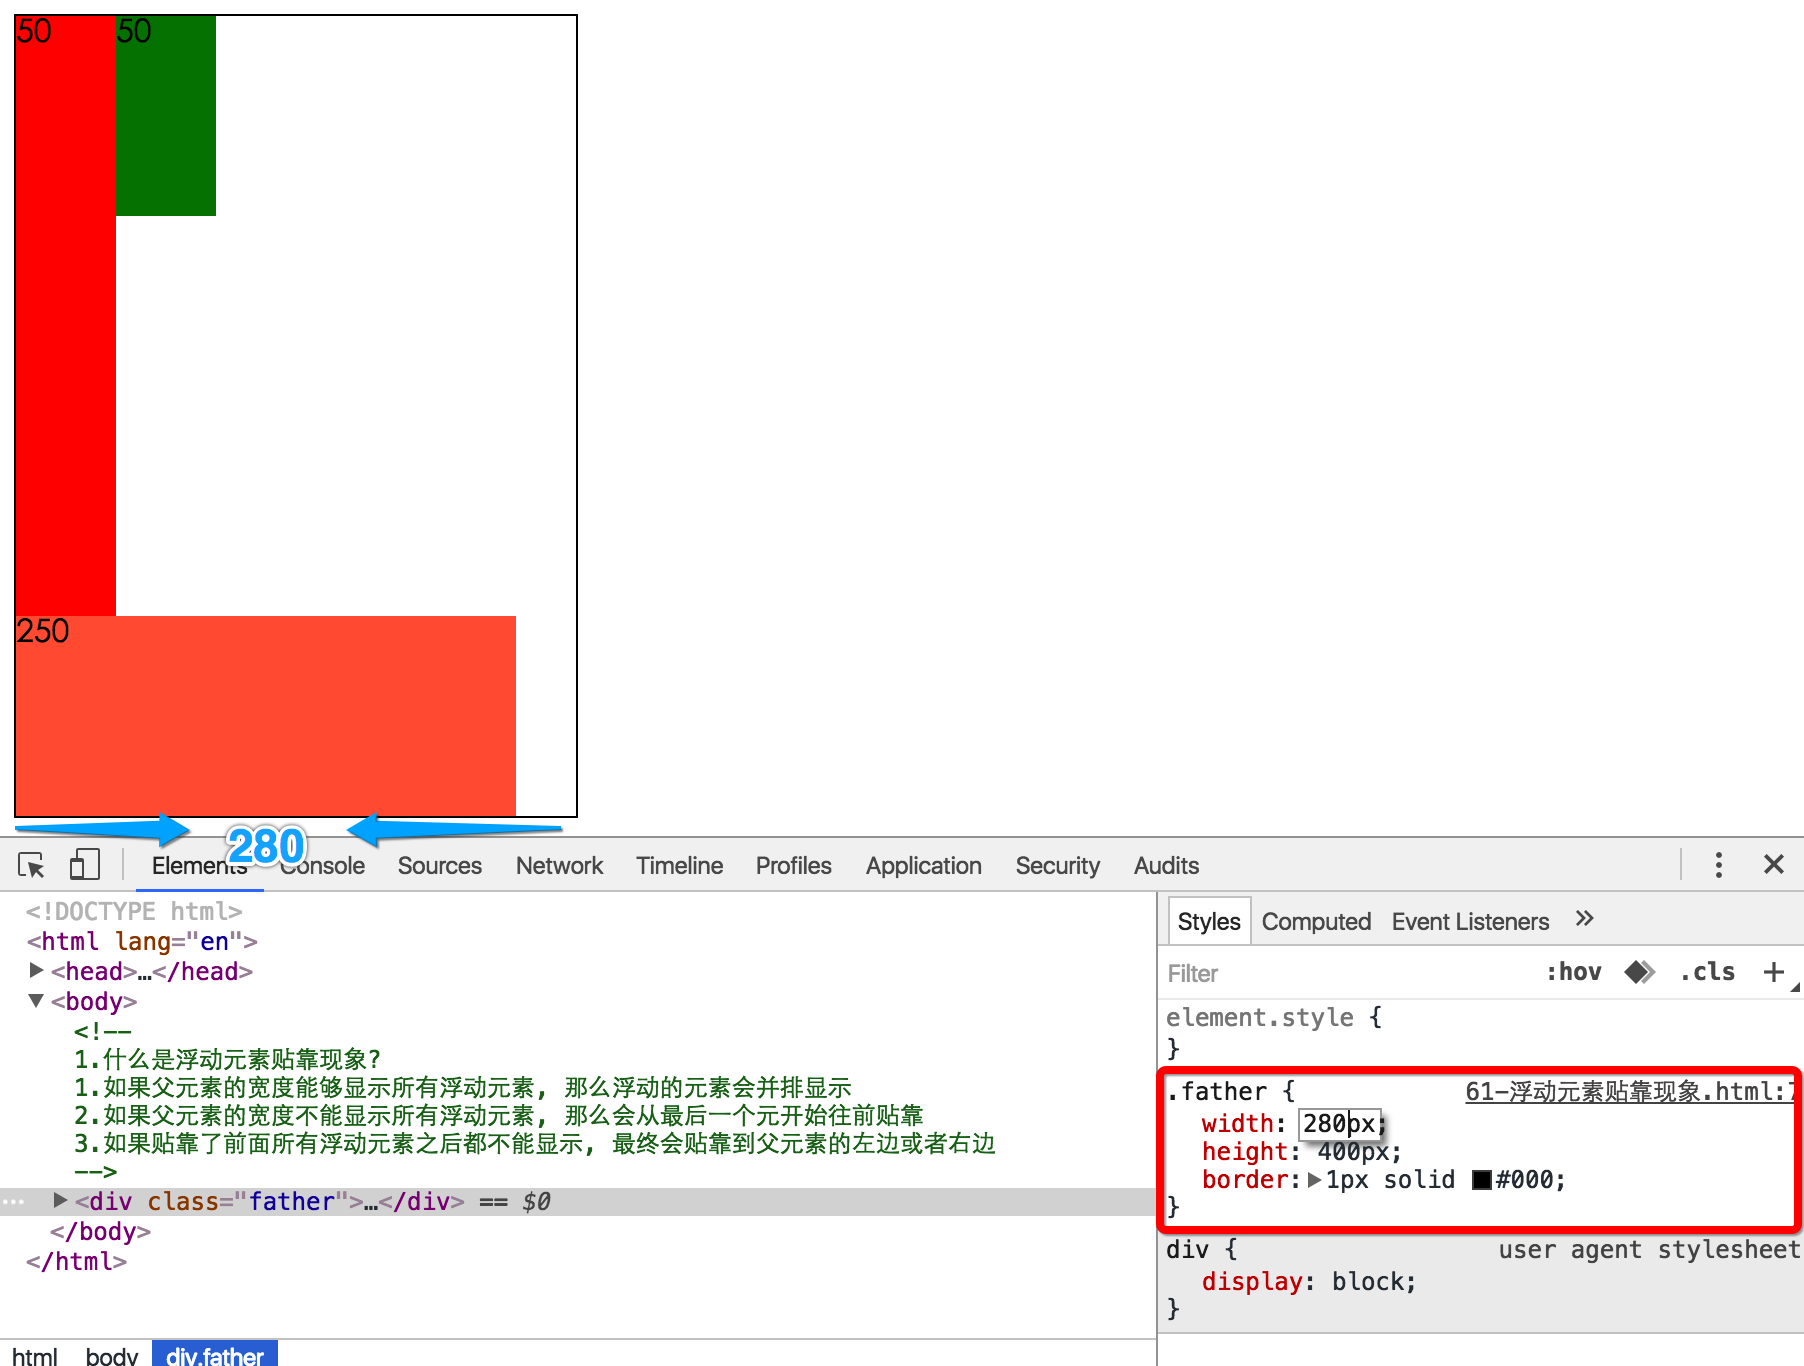 50 50
250
280
Elements Console Sources Network Timeline Profiles Application Security Audits
<!DOCTYPE html>
<html lang="en">
<head>…</head>
<body>
<!--
1.什么是浮动元素贴靠现象?
1.如果父元素的宽度能够显示所有浮动元素, 那么浮动的元素会并排显示
2.如果父元素的宽度不能显示所有浮动元素, 那么会从最后一个元开始往前贴靠
3.如果贴靠了前面所有浮动元素之后都不能显示, 最终会贴靠到父元素的左边或者右边
-->
<div class="father">…</div> == $0
</body>
</html>
html body div.father
Styles Computed Event Listeners »
Filter :hov .cls +
element.style {
}
.father { 61-浮动元素贴靠现象.html:7
width: 280px;
height: 400px;
border: 1px solid #000;
}
div { user agent stylesheet
display: block;
}